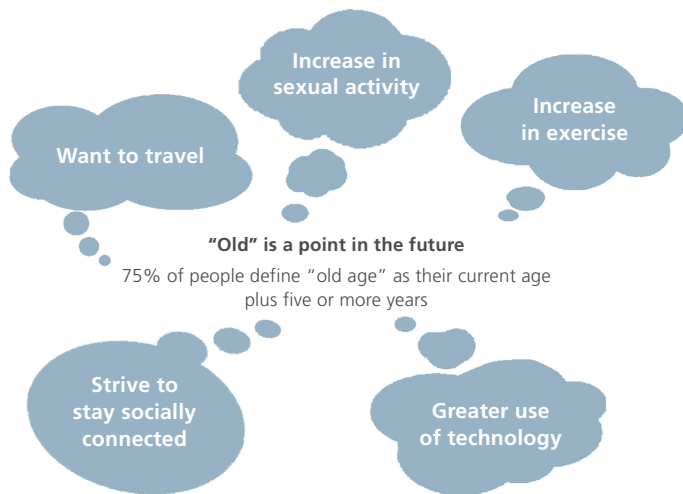 Increase in
sexual activity
Increase
in exercise
Want to travel
“Old” is a point in the future
75% of people define “old age” as their current age
plus five or more years
Strive to
stay socially
connected
Greater use
of technology